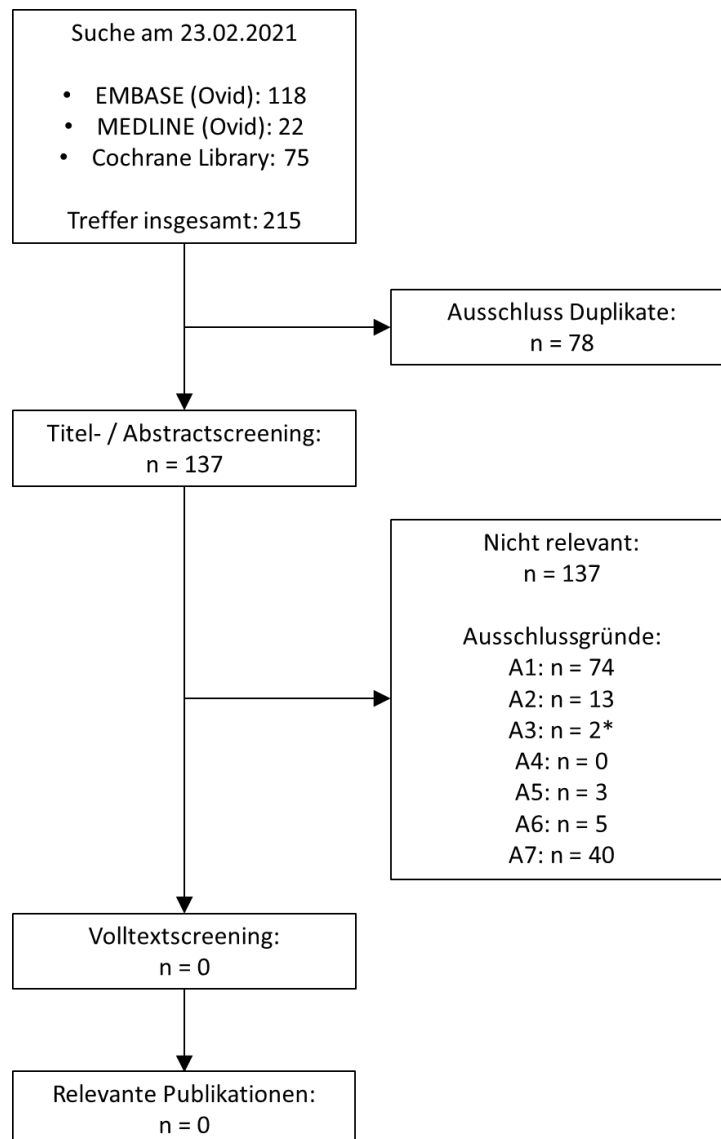 Suche am 23.02.2021
• EMBASE (Ovid): 118
• MEDLINE (Ovid): 22
• Cochrane Library: 75
Treffer insgesamt: 215
Ausschluss Duplikate:
n = 78
Titel- / Abstractscreening:
n = 137
Nicht relevant:
n = 137
Ausschlussgründe:
A1: n = 74
A2: n = 13
A3: n = 2*
A4: n = 0
A5: n = 3
A6: n = 5
A7: n = 40
Volltextscreening:
n = 0
Relevante Publikationen:
n = 0